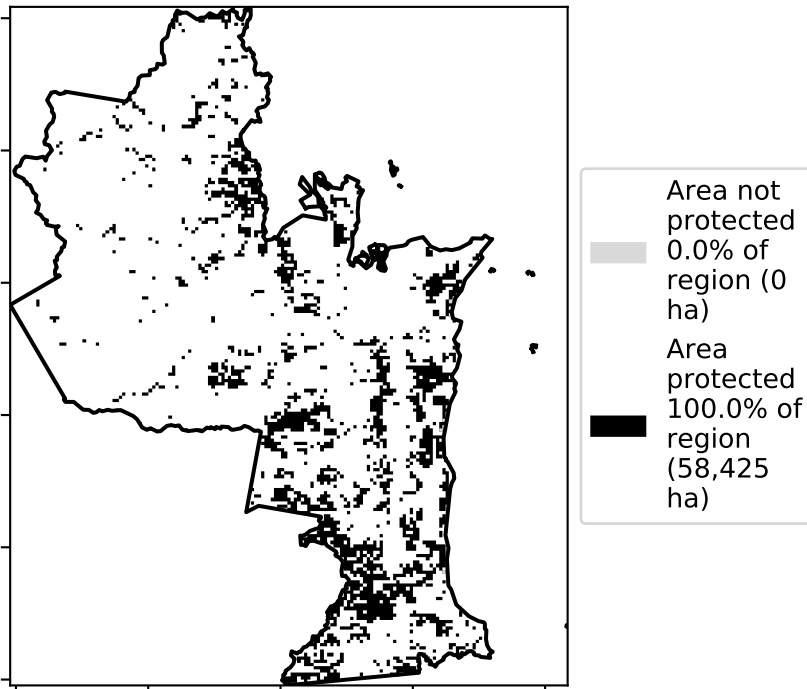 Area not
protected
0.0% of
region (0
ha)
Area
protected
100.0% of
region
(58,425
ha)